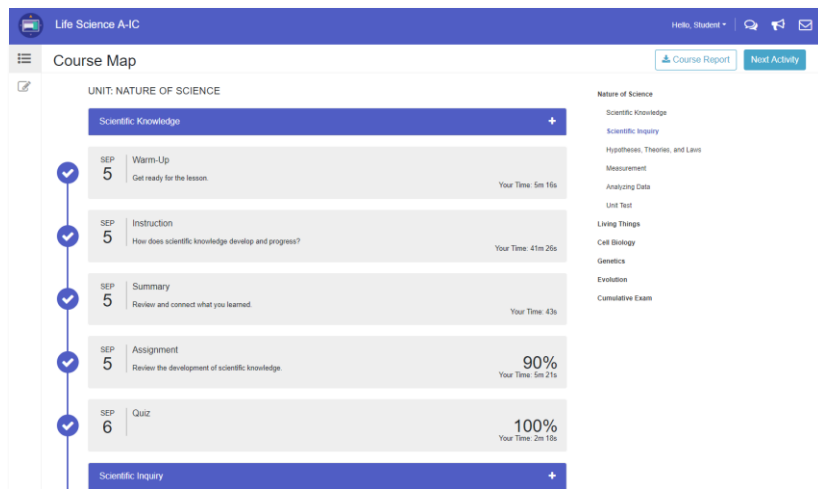 Life Science A-IC
Hello, Student
Course Map
Course Report
Next Activity
UNIT: NATURE OF SCIENCE
Scientific Knowledge
+
SEP
5
Warm-Up
Get ready for the lesson.
Your Time: 5m 16s
SEP
5
Instruction
How does scientific knowledge develop and progress?
Your Time: 41m 26s
SEP
5
Summary
Review and connect what you learned.
Your Time: 43s
SEP
5
Assignment
Review the development of scientific knowledge.
90%
Your Time: 5m 21s
SEP
6
Quiz
100%
Your Time: 2m 18s
Scientific Inquiry
+
Nature of Science
Scientific Knowledge
Scientific Inquiry
Hypotheses, Theories, and Laws
Measurement
Analyzing Data
Unit Test
Living Things
Cell Biology
Genetics
Evolution
Cumulative Exam